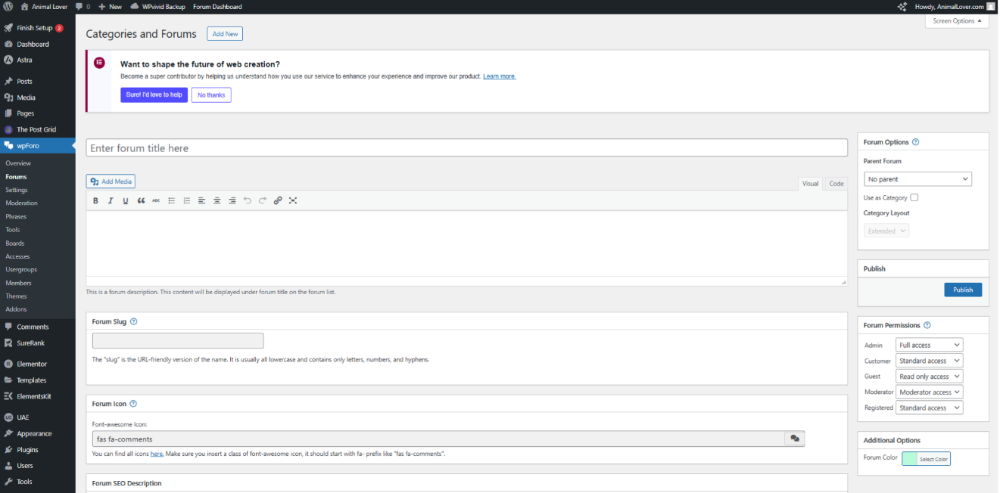 Animal Lover 0 New WPvivid Backup Forum Dashboard Howdy, AnimalLover.com
Screen Options
Finish Setup 2
Dashboard
Astra
Posts
Media
Pages
The Post Grid
wpForo
Overview
Forums
Settings
Moderation
Phrases
Tools
Boards
Accesses
Usergroups
Members
Themes
Addons
Comments
SureRank
Elementor
Templates
ElementsKit
UAE
Appearance
Plugins
Users
Tools
Categories and Forums Add New
Want to shape the future of web creation?
Become a super contributor by helping us understand how you use our service to enhance your experience and improve our product. Learn more.
Sure! I'd love to help No thanks
Enter forum title here
Add Media Visual Code
B I U ABC
This is a forum description. This content will be displayed under forum title on the forum list.
Forum Slug ?
The "slug" is the URL-friendly version of the name. It is usually all lowercase and contains only letters, numbers, and hyphens.
Forum Icon ?
Font-awesome Icon:
fas fa-comments
You can find all icons here. Make sure you insert a class of font-awesome icon, it should start with fa- prefix like "fas fa-comments".
Forum SEO Description
Forum Options ?
Parent Forum
No parent
Use as Category
Category Layout
Extended
Publish
Publish
Forum Permissions ?
Admin Full access
Customer Standard access
Guest Read only access
Moderator Moderator access
Registered Standard access
Additional Options
Forum Color Select Color